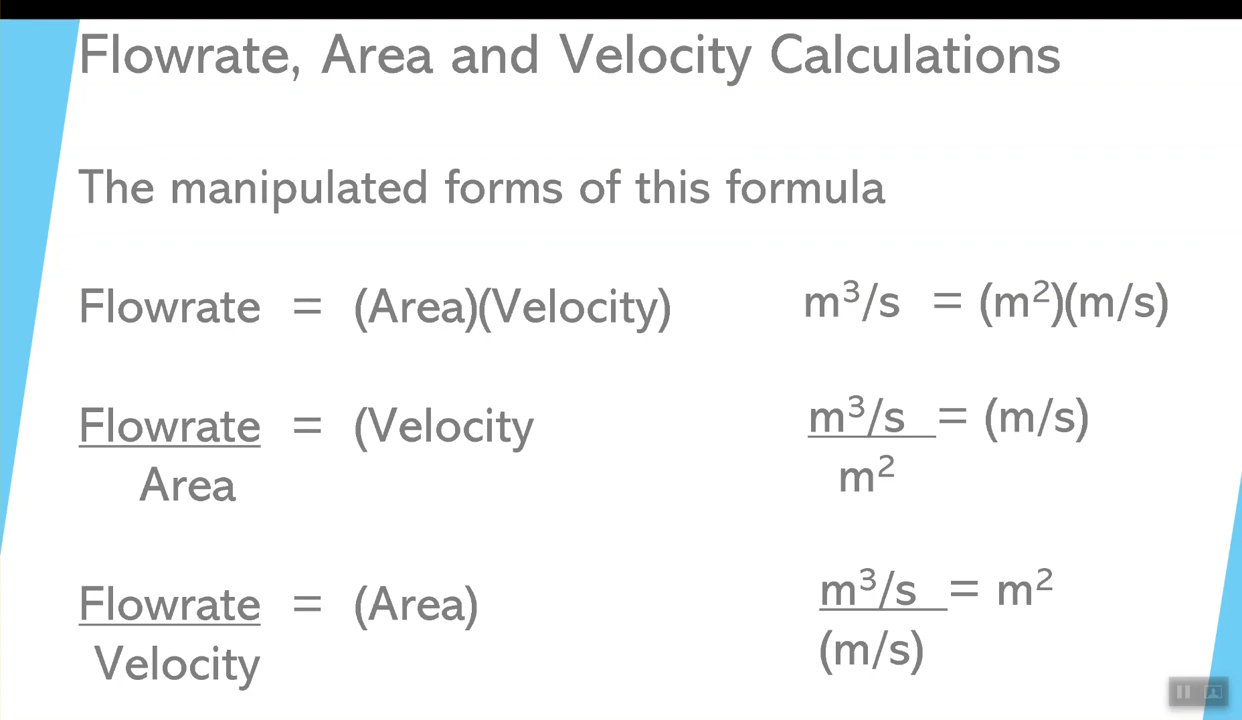 Flowrate, Area and Velocity Calculations
The manipulated forms of this formula
Flowrate = (Area)(Velocity) m³/s = (m²)(m/s)
Flowrate = (Velocity m³/s = (m/s)
Area m²
Flowrate = (Area) m³/s = m²
Velocity (m/s)